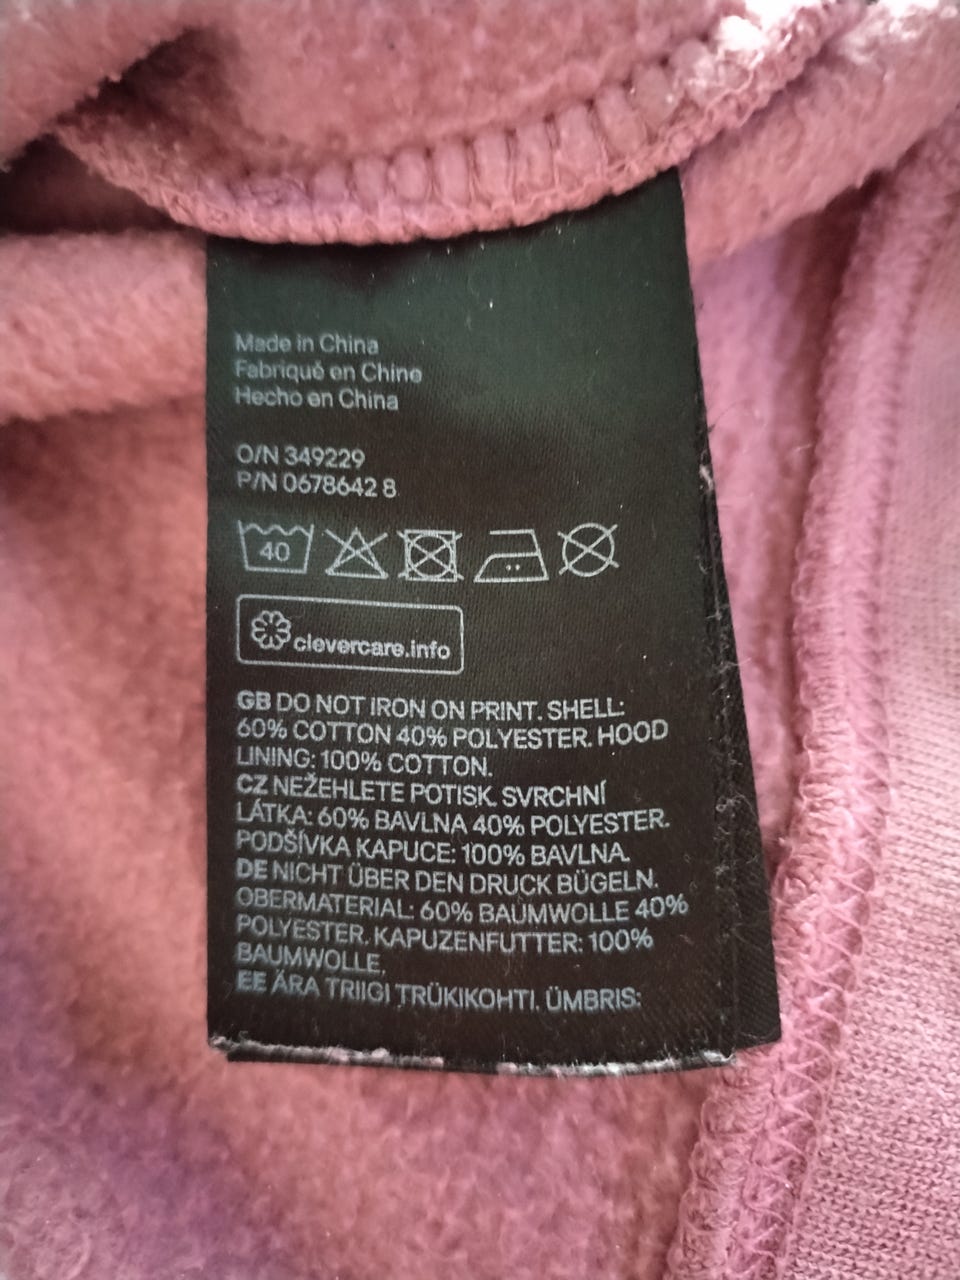 Made in China
Fabriqué en Chine
Hecho en China
O/N 349229
P/N 0678642 8
40
clevercare.info
GB DO NOT IRON ON PRINT. SHELL:
60% COTTON 40% POLYESTER. HOOD
LINING: 100% COTTON.
CZ NEŽEHLETE POTISK. SVRCHNÍ
LÁTKA: 60% BAVLNA 40% POLYESTER.
PODŠÍVKA KAPUCE: 100% BAVLNA.
DE NICHT ÜBER DEN DRUCK BÜGELN.
OBERMATERIAL: 60% BAUMWOLLE 40%
POLYESTER. KAPUZENFUTTER: 100%
BAUMWOLLE.
EE ÄRA TRIIGI TRÜKIKOHTI. ÜMBRIS: